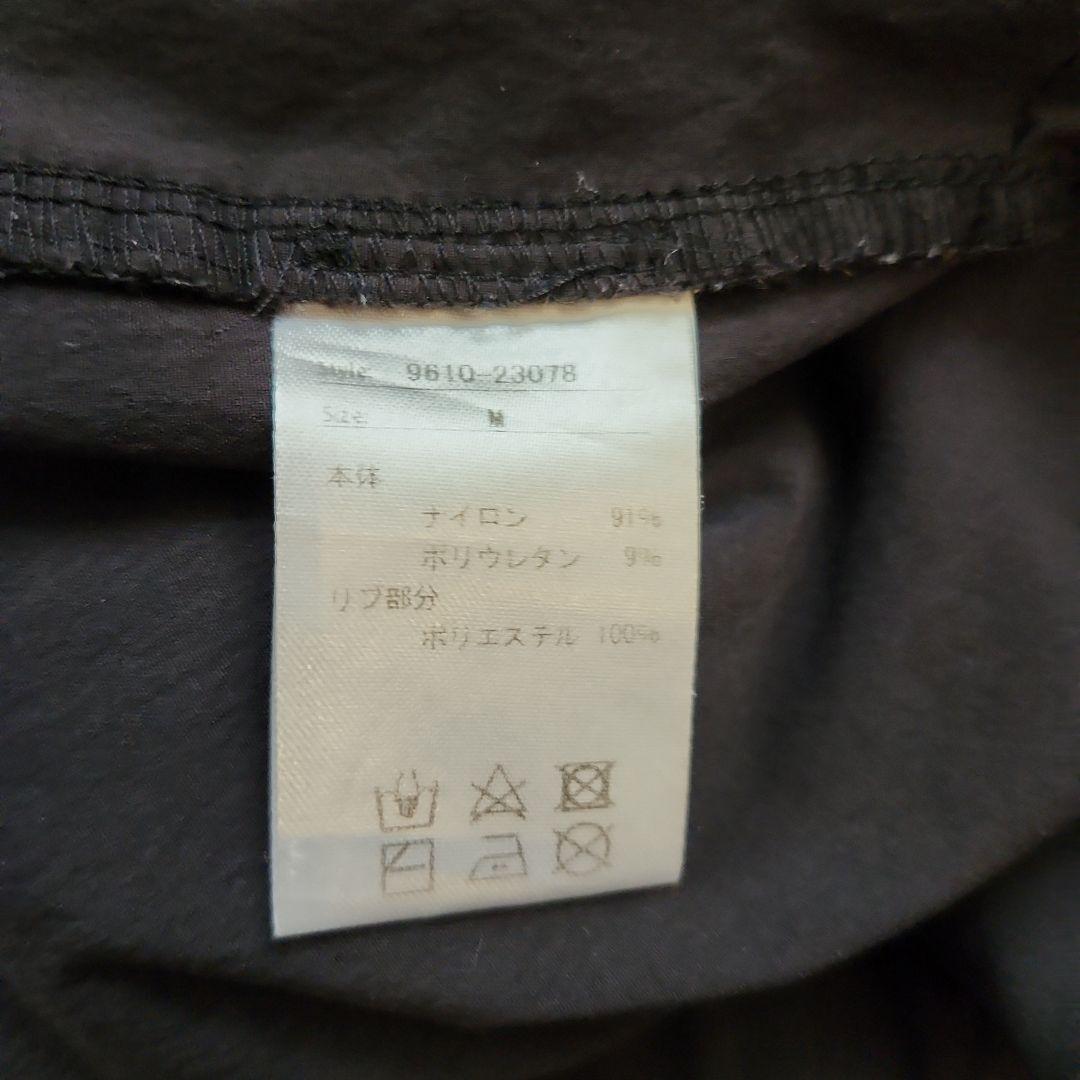 Style: 9610-23078
Size: M
本体
ナイロン 91%
ポリウレタン 9%
リブ部分
ポリエステル 100%